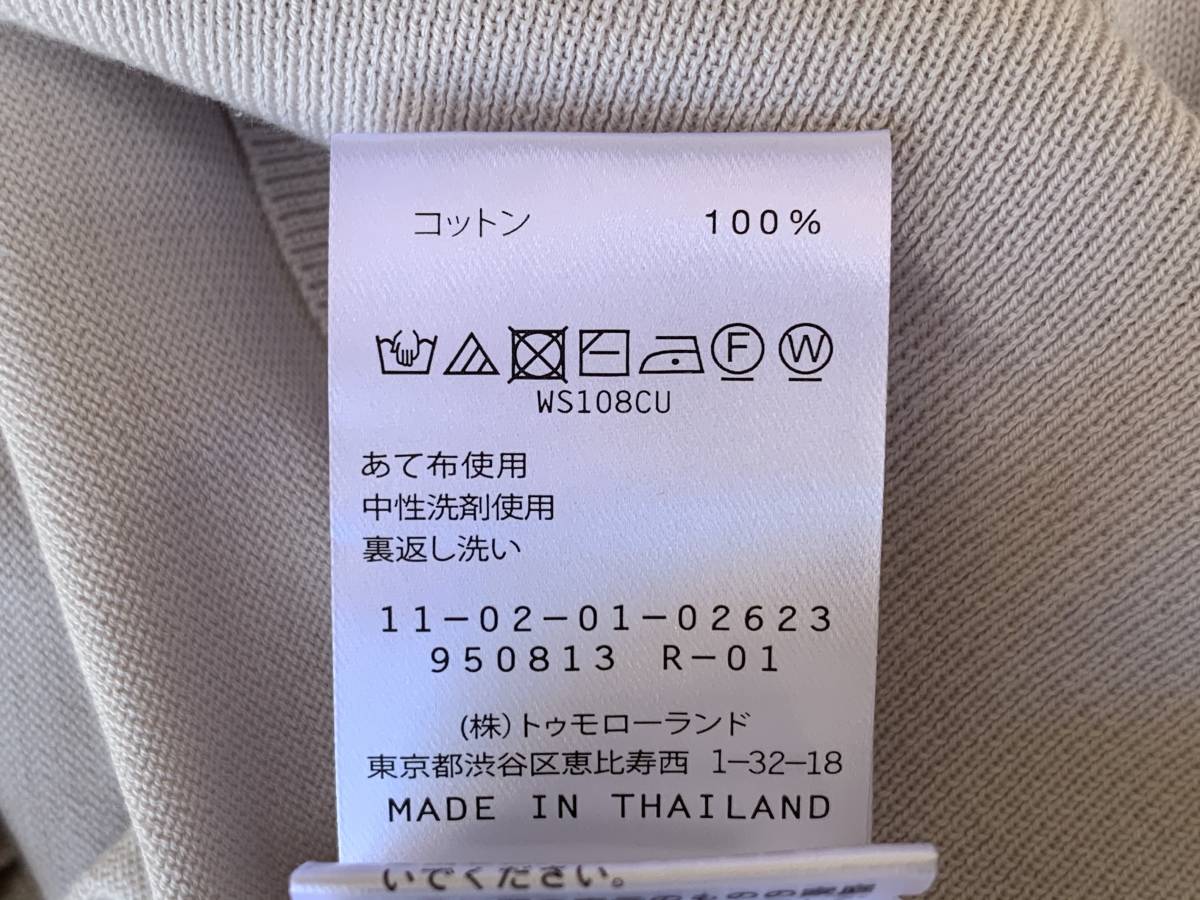 コットン 100%
F W
WS108CU
あて布使用
中性洗剤使用
裏返し洗い
11-02-01-02623
950813 R-01
(株)トゥモローランド
東京都渋谷区恵比寿西 1-32-18
MADE IN THAILAND
いでください。